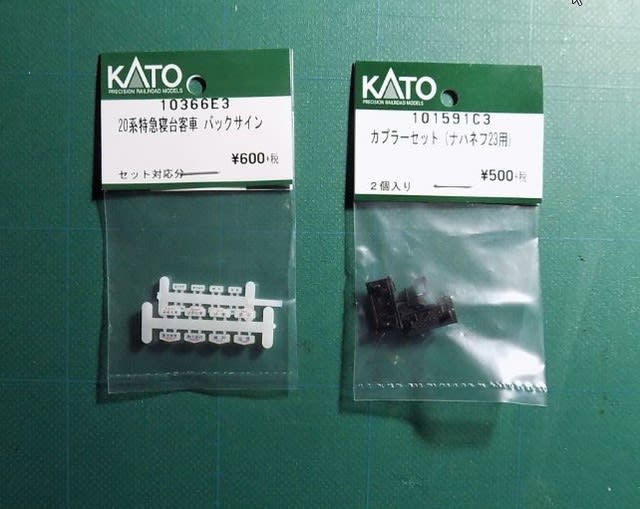 KATO
PRECISION RAILROAD MODELS
10366E3
20系特急寝台客車 バックサイン
¥600+税
セット対応分
KATO
PRECISION RAILROAD MODELS
101591C3
カプラーセット (ナハネフ23用)
¥500+税
2個入り